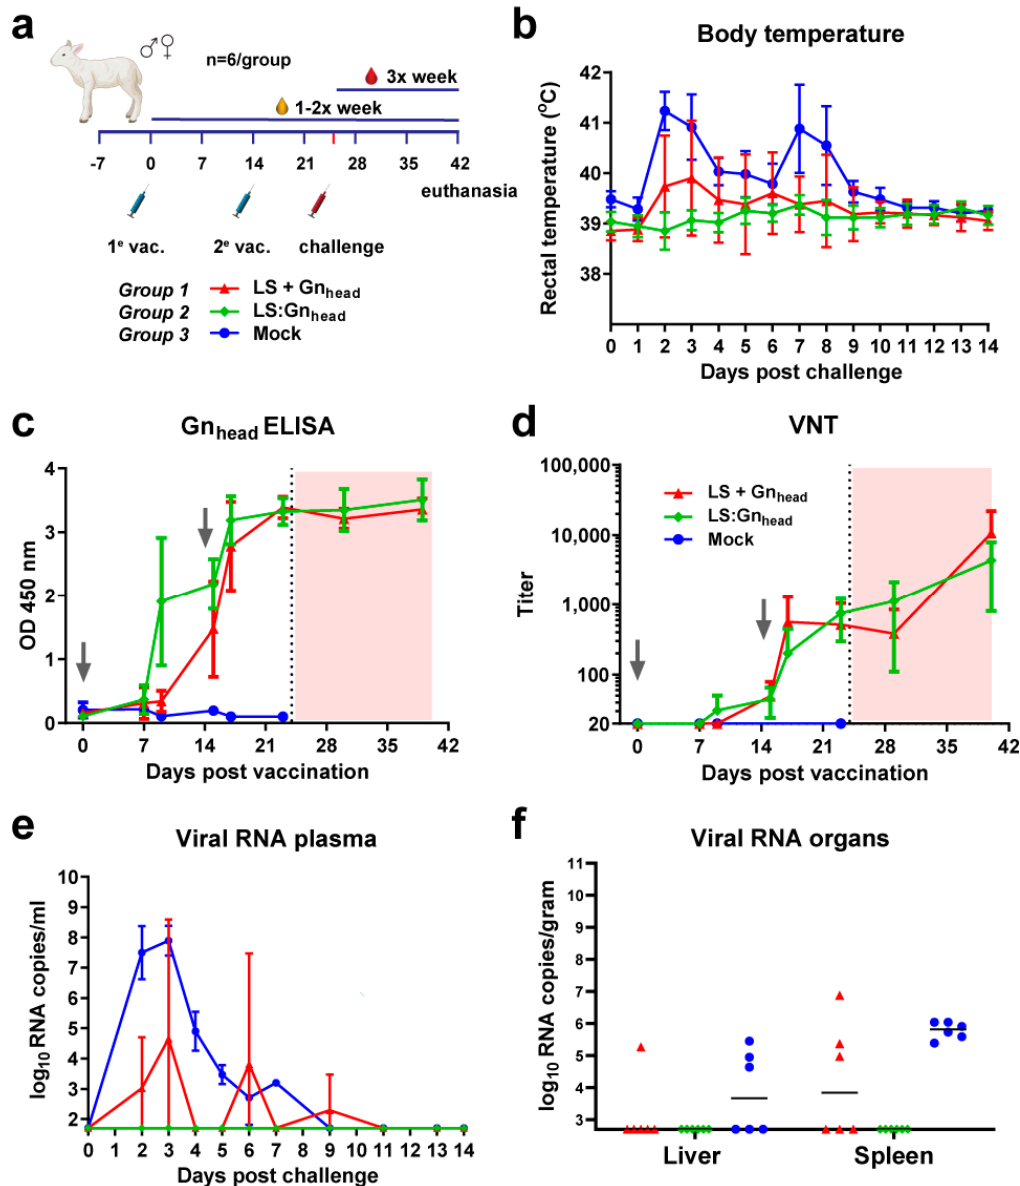 a
♂♀
n=6/group
3x week
1-2x week
-7 0 7 14 21 28 35 42
euthanasia
1e vac. 2e vac. challenge
Group 1 LS + Gnhead
Group 2 LS:Gnhead
Group 3 Mock
b
Body temperature
Rectal temperature (oC)
42
41
40
39
38
0 1 2 3 4 5 6 7 8 9 10 11 12 13 14
Days post challenge
c
Gnhead ELISA
OD 450 nm
4
3
2
1
0
0 7 14 21 28 35 42
Days post vaccination
d
VNT
Titer
100,000
10,000
1,000
100
20
LS + Gnhead
LS:Gnhead
Mock
0 7 14 21 28 35 42
Days post vaccination
e
Viral RNA plasma
log10 RNA copies/ml
10
9
8
7
6
5
4
3
2
0 1 2 3 4 5 6 7 8 9 10 11 12 13 14
Days post challenge
f
Viral RNA organs
log10 RNA copies/gram
11
10
9
8
7
6
5
4
3
Liver Spleen